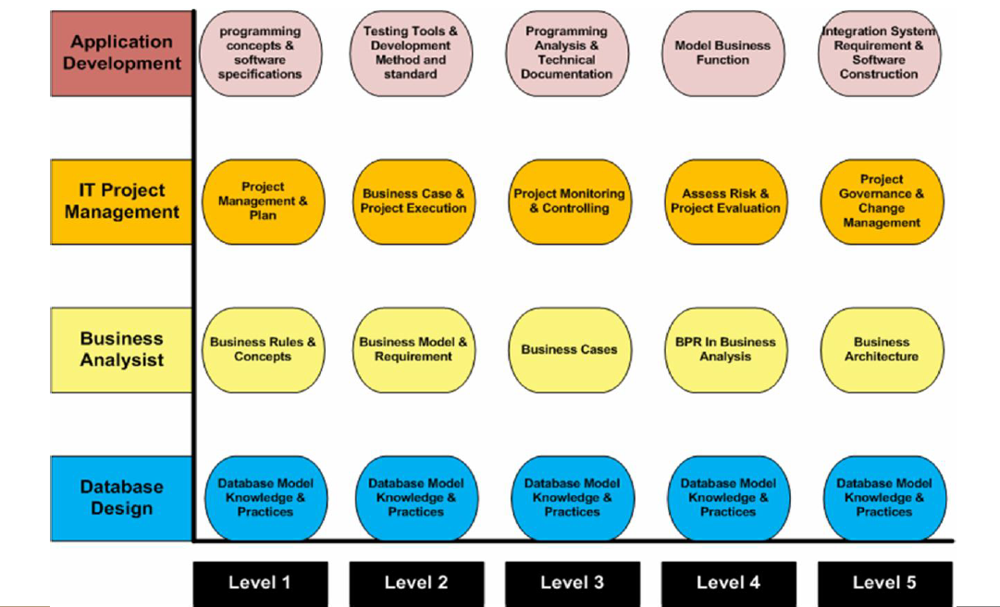 Application
Development
programming
concepts &
software
specifications
Testing Tools &
Development
Method and
standard
Programming
Analysis &
Technical
Documentation
Model Business
Function
Integration System
Requirement &
Software
Construction
IT Project
Management
Project
Management &
Plan
Business Case &
Project Execution
Project Monitoring
& Controlling
Assess Risk &
Project Evaluation
Project
Governance &
Change
Management
Business
Analysist
Business Rules &
Concepts
Business Model &
Requirement
Business Cases
BPR In Business
Analysis
Business
Architecture
Database
Design
Database Model
Knowledge &
Practices
Database Model
Knowledge &
Practices
Database Model
Knowledge &
Practices
Database Model
Knowledge &
Practices
Database Model
Knowledge &
Practices
Level 1
Level 2
Level 3
Level 4
Level 5